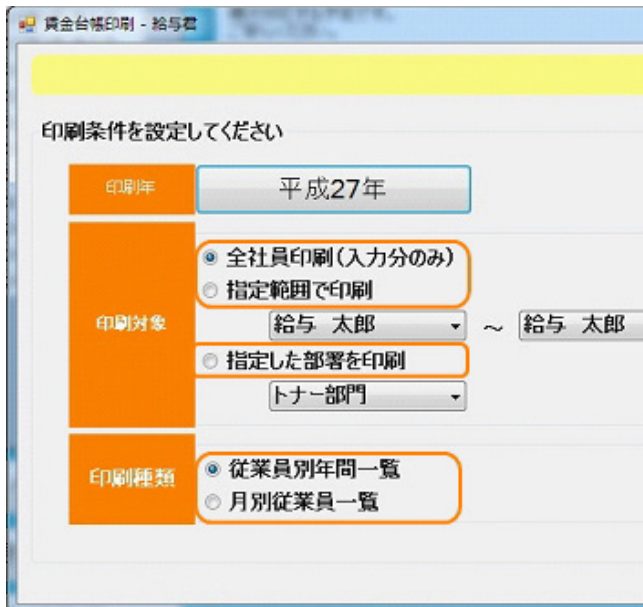 賃金台帳印刷 - 給与君
印刷条件を設定してください
印刷年
平成27年
全社員印刷(入力分のみ)
指定範囲で印刷
印刷対象
給与 太郎 ～ 給与 太郎
指定した部署を印刷
トナー部門
印刷種類
従業員別年間一覧
月別従業員一覧